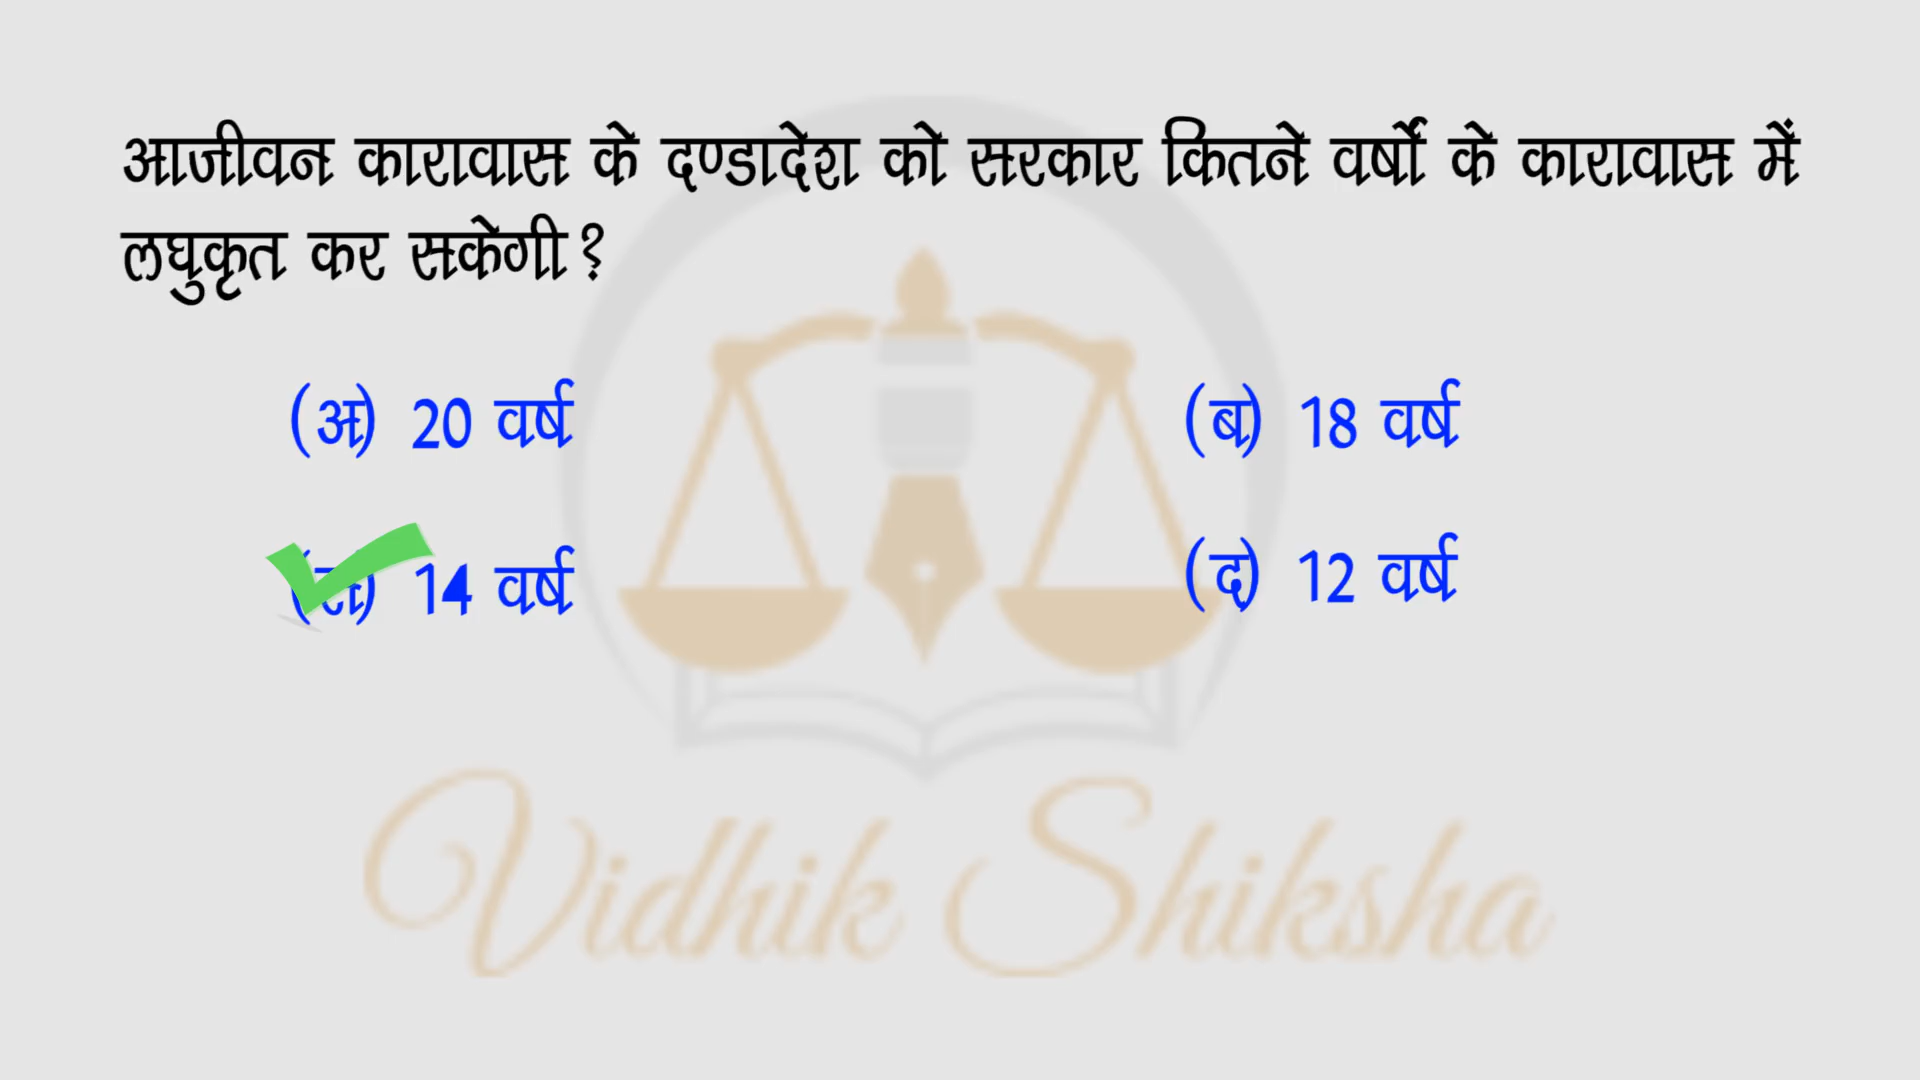 आजीवन कारावास के दण्डादेश को सरकार कितने वर्षो के कारावास में
लघुकृत कर सकेगी?
(अ) 20 वर्ष
(ब) 18 वर्ष
(स) 14 वर्ष
(द) 12 वर्ष
Vidhik Shiksha